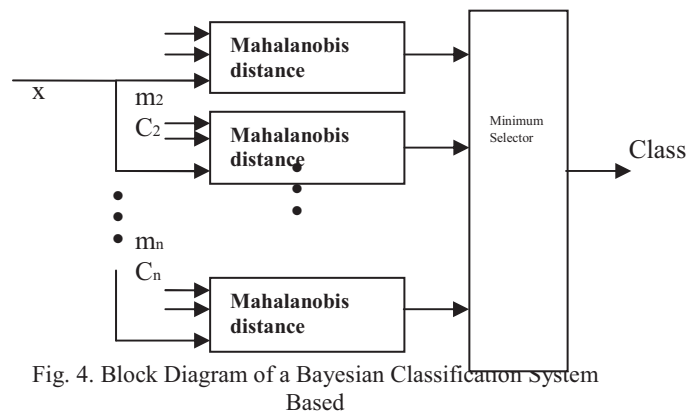 Mahalanobis
distance
x
m2
C2
Mahalanobis
distance
Minimum
Selector
Class
mn
Cn
Mahalanobis
distance
Fig. 4. Block Diagram of a Bayesian Classification System
Based